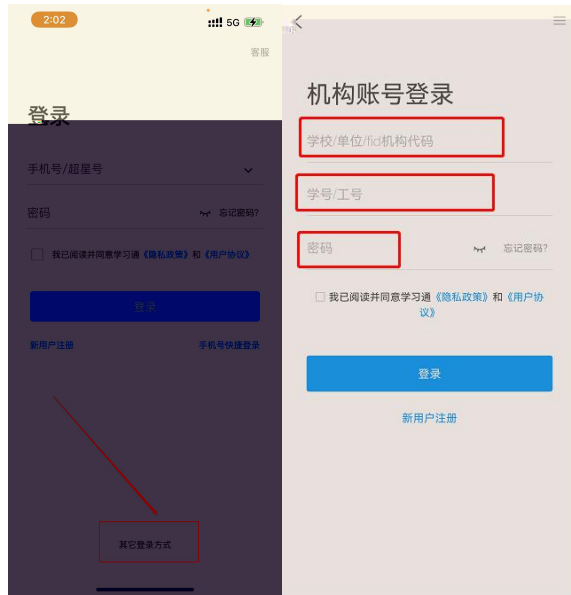 2:02
5G
客服
登录
手机号/超星号
密码
忘记密码?
我已阅读并同意学习通《隐私政策》和《用户协议》
登录
新用户注册
手机号快捷登录
其它登录方式
机构账号登录
学校/单位/fid机构代码
学号/工号
密码
忘记密码?
我已阅读并同意学习通《隐私政策》和《用户协
议》
登录
新用户注册